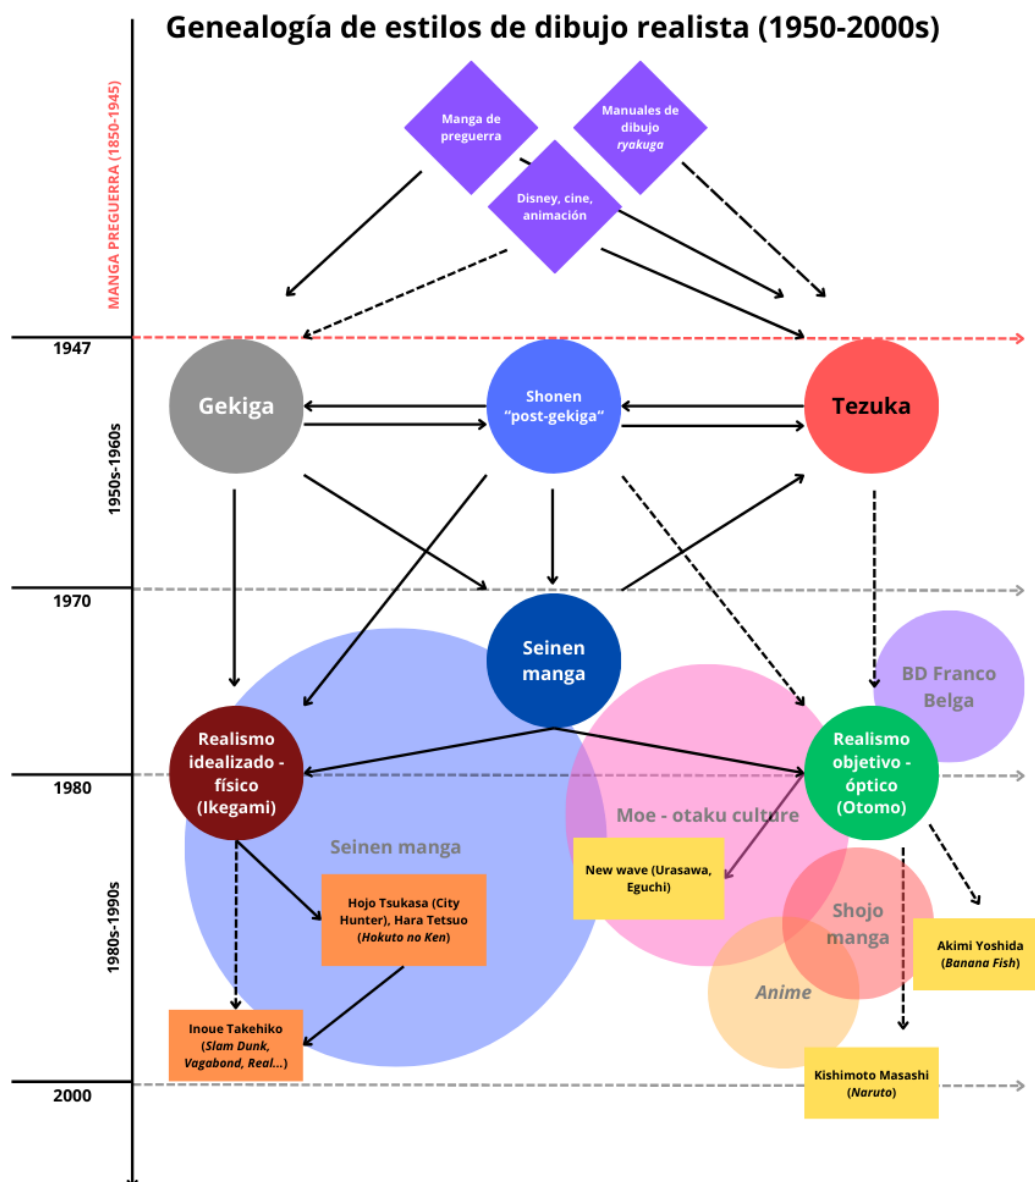 Genealogía de estilos de dibujo realista (1950-2000s)
MANGA PREGUERRA (1850-1945)
Manga de
preguerra
Manuales de
dibujo
ryakuga
Disney, cine,
animación
1947
Gekiga
Shonen
“post-gekiga“
Tezuka
1950s-1960s
1970
Seinen
manga
BD Franco
Belga
Realismo
idealizado -
físico
(Ikegami)
Realismo
objetivo -
óptico
(Otomo)
1980
Moe - otaku culture
Seinen manga
New wave (Urasawa,
Eguchi)
1980s-1990s
Hojo Tsukasa (City
Hunter), Hara Tetsuo
(Hokuto no Ken)
Shojo
manga
Akimi Yoshida
(Banana Fish)
Anime
Inoue Takehiko
(Slam Dunk,
Vagabond, Real...)
Kishimoto Masashi
(Naruto)
2000